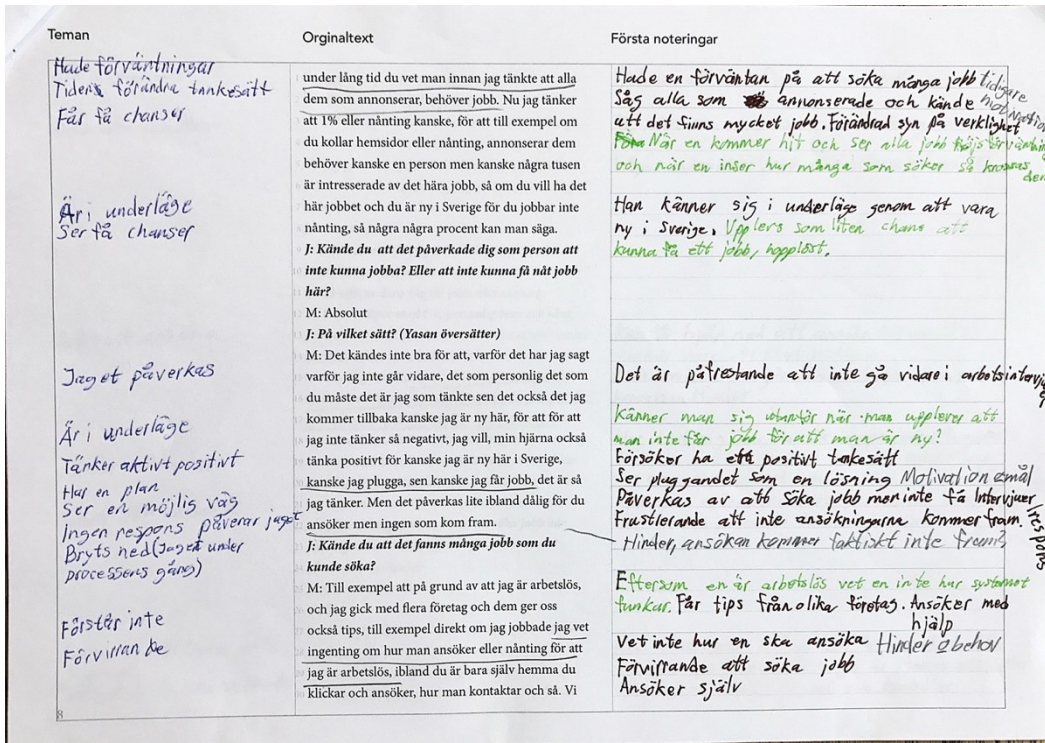 Teman
Hade förväntningar
Tiden förändra tankesätt
Får få chanser
Är i underläge
Ser få chanser
Jaget påverkas
Är i underläge
Tänker aktivt positivt
Har en plan
Ser en möjlig väg
Ingen respons påverar jaget
Bryts ned (Jaget under
processens gång)
Förstår inte
Förvirrande
Orginaltext
under lång tid du vet man innan jag tänkte att alla
dem som annonserar, behöver jobb. Nu jag tänker
att 1% eller nånting kanske, för att till exempel om
du kollar hemsidor eller nånting, annonserar dem
behöver kanske en person men kanske några tusen
är intresserade av det hära jobb, så om du vill ha det
här jobbet och du är ny i Sverige för du jobbar inte
nånting, så några några procent kan man säga.
J: Kände du att det påverkade dig som person att
inte kunna jobba? Eller att inte kunna få nåt jobb
här?
M: Absolut
J: På vilket sätt? (Yasan översätter)
M: Det kändes inte bra för att, varför det har jag sagt
varför jag inte går vidare, det som personlig det som
du måste det är jag som tänkte sen det också det jag
kommer tillbaka kanske jag är ny här, för att för att
jag inte tänker så negativt, jag vill, min hjärna också
tänka positivt för kanske jag är ny här i Sverige,
kanske jag plugga, sen kanske jag får jobb, det är så
jag tänker. Men det påverkas lite ibland dålig för du
ansöker men ingen som kom fram.
J: Kände du att det fanns många jobb som du
kunde söka?
M: Till exempel att på grund av att jag är arbetslös,
och jag gick med flera företag och dem ger oss
också tips, till exempel direkt om jag jobbade jag vet
ingenting om hur man ansöker eller nånting för att
jag är arbetslös, ibland du är bara själv hemma du
klickar och ansöker, hur man kontaktar och så. Vi
Första noteringar
Hade en förväntan på att söka många jobb tidigare
Såg alla som annonserade och kände motivation
att det finns mycket jobb. Förändrad syn på verklighet
När en kommer hit och ser alla jobb höjs förväntning
och när en inser hur många som söker så krossas
den
Han känner sig i underläge genom att vara
ny i Sverige. Upplevs som liten chans att
kunna få ett jobb, hopplöst.
Det är påfrestande att inte gå vidare i arbetsintervjuer
Känner man sig utanför när man upplever att
man inte får jobb för att man är ny?
Försöker ha ett positivt tankesätt
Ser pluggandet som en lösning Motivation & mål
Påverkas av att söka jobb men inte få Intervjuer
Frustlerande att inte ansökningarna kommer fram. /respons
Hinder, ansökan kommer faktiskt inte fram?
Eftersom en är arbetslös vet en inte hur systemet
funkar. Får tips från olika företag. Ansöker med
hjälp
Vet inte hur en ska ansöka Hinder & behov
Förvirrande att söka jobb
Ansöker själv
8